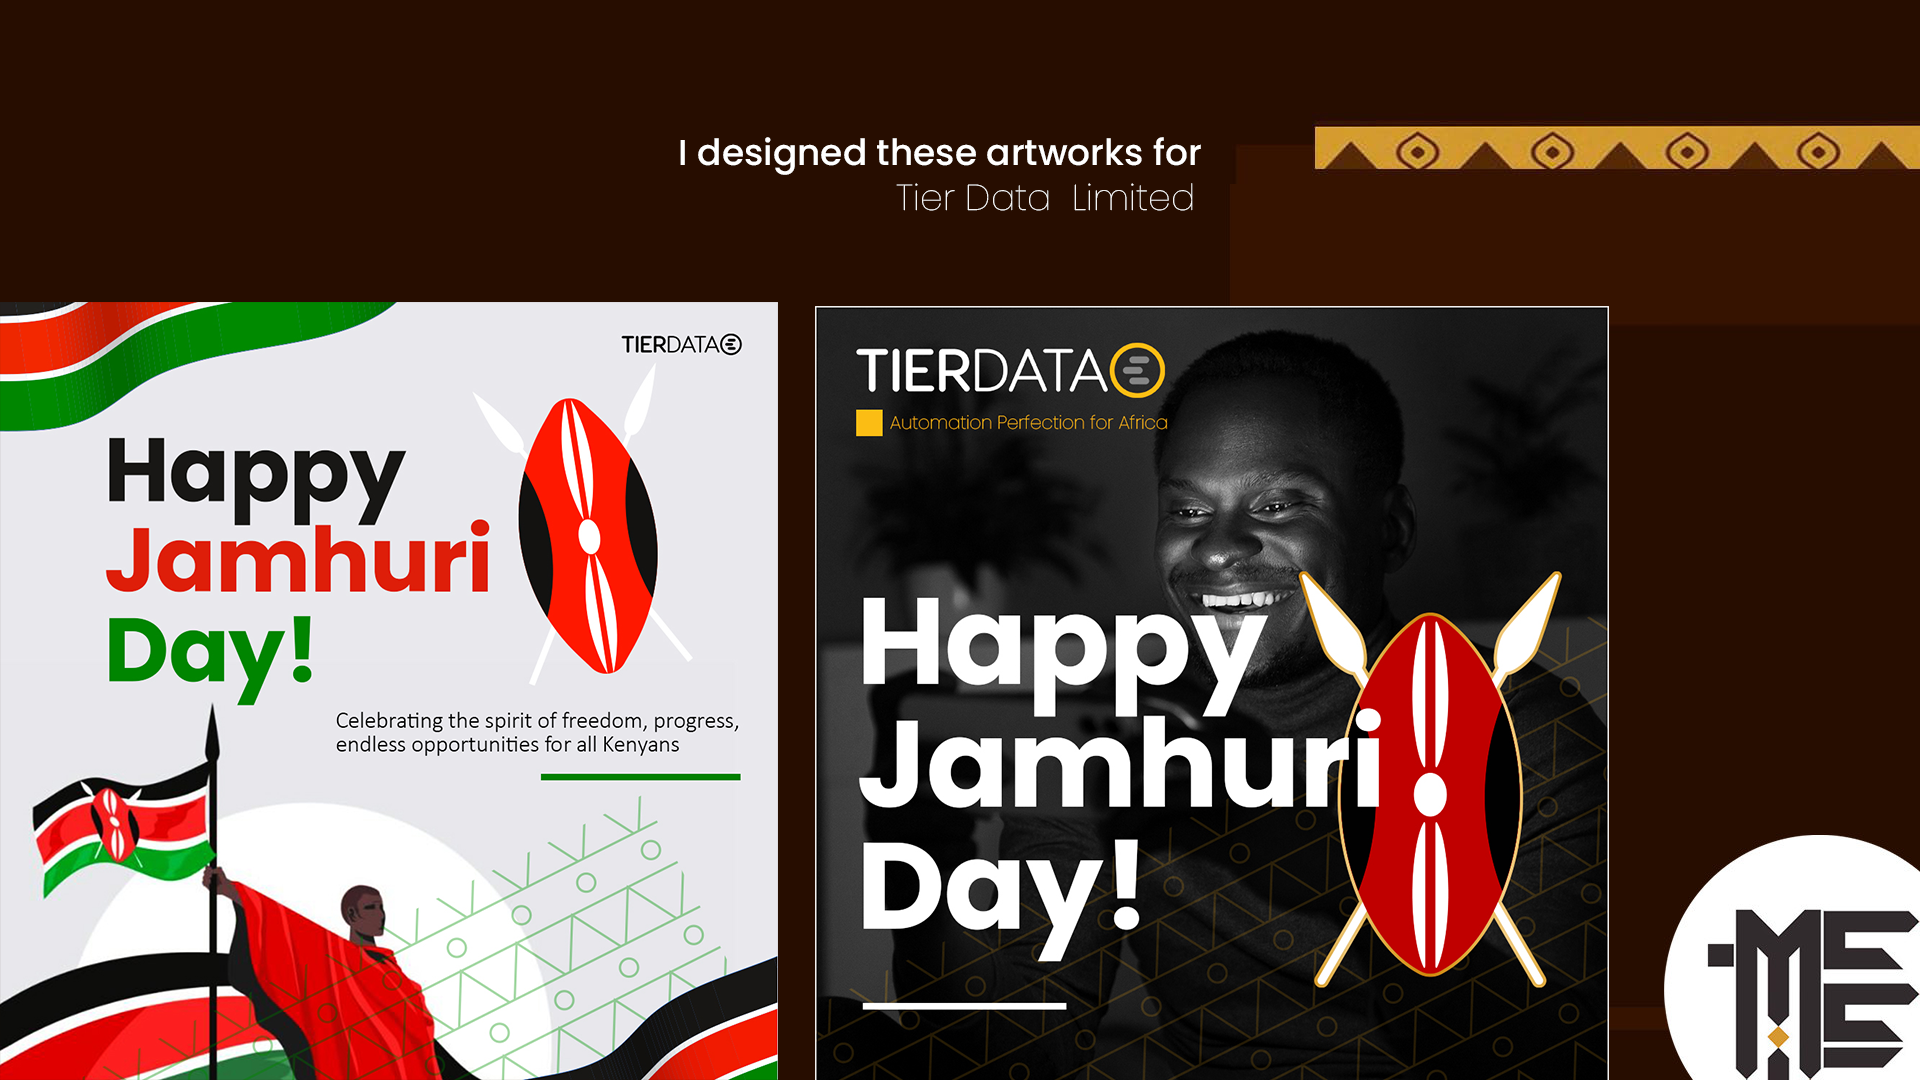 I designed these artworks for
Tier Data Limited
TIERDATA
Happy
Jamhuri
Day!
Celebrating the spirit of freedom, progress,
endless opportunities for all Kenyans
TIERDATA
Automation Perfection for Africa
Happy
Jamhuri
Day!